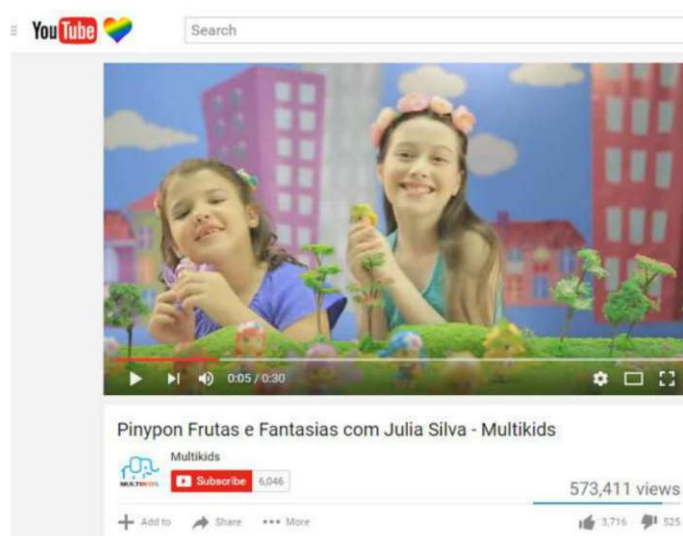 YouTube
Search
0:05 / 0:30
Pinypon Frutas e Fantasias com Julia Silva - Multikids
Multikids
MULTIKIDS
Subscribe 6,046
573,411 views
Add to Share More
3,716 525